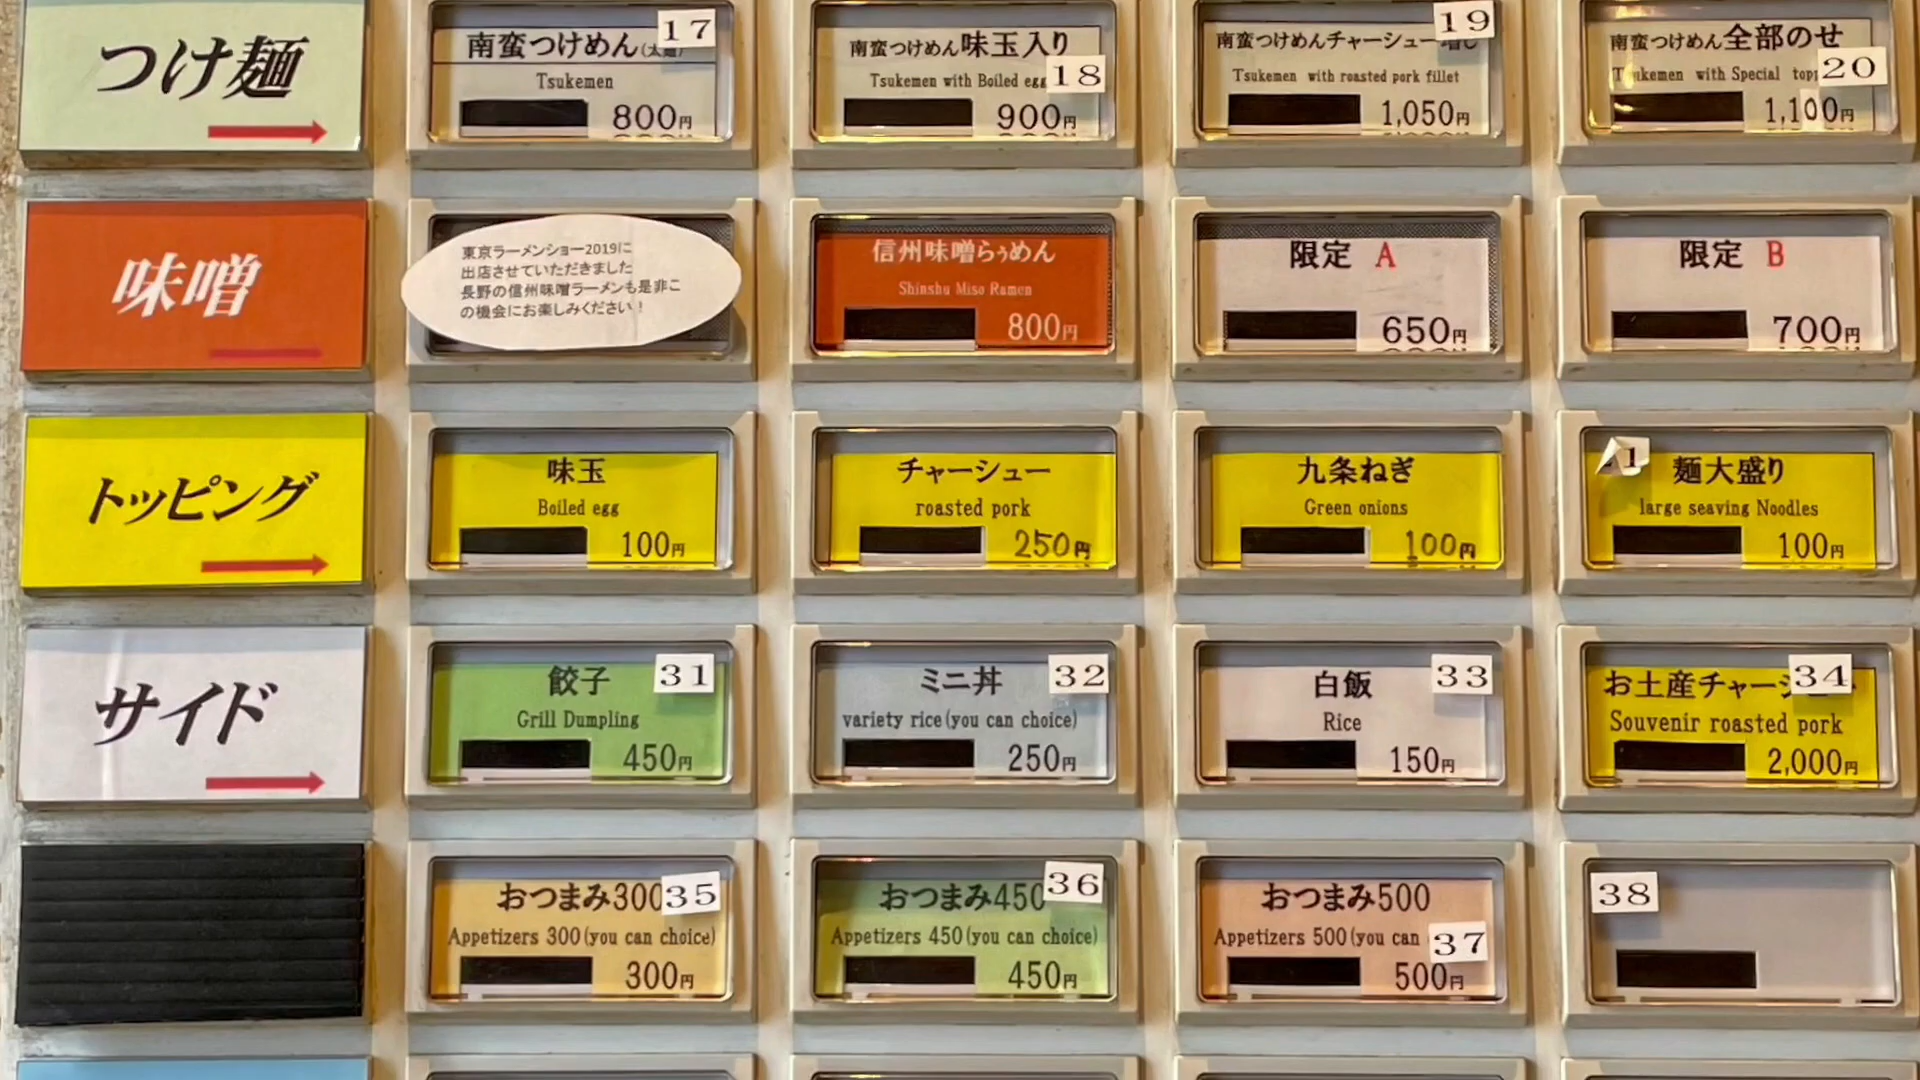 つけ麺
南蛮つけめん(太麺)
17
Tsukemen
800円
南蛮つけめん味玉入り
Tsukemen with Boiled egg
18
900円
19
南蛮つけめんチャーシュー増し
Tsukemen with roasted pork fillet
1,050円
南蛮つけめん全部のせ
Tsukemen with Special
20
1,100円
味噌
東京ラーメンショー2019に
出店させていただきました
長野の信州味噌ラーメンも是非こ
の機会にお楽しみください!
信州味噌らぅめん
Shinshu Miso Ramen
800円
限定 A
650円
限定 B
700円
トッピング
味玉
Boiled egg
100円
チャーシュー
roasted pork
250円
九条ねぎ
Green onions
100円
麺大盛り
large seaving Noodles
100円
サイド
餃子
31
Grill Dumpling
450円
ミニ丼
32
variety rice(you can choice)
250円
白飯
33
Rice
150円
お土産チャーシュー
34
Souvenir roasted pork
2,000円
おつまみ300
35
Appetizers 300(you can choice)
300円
おつまみ450
36
Appetizers 450(you can choice)
450円
おつまみ500
Appetizers 500(you can
37
500円
38